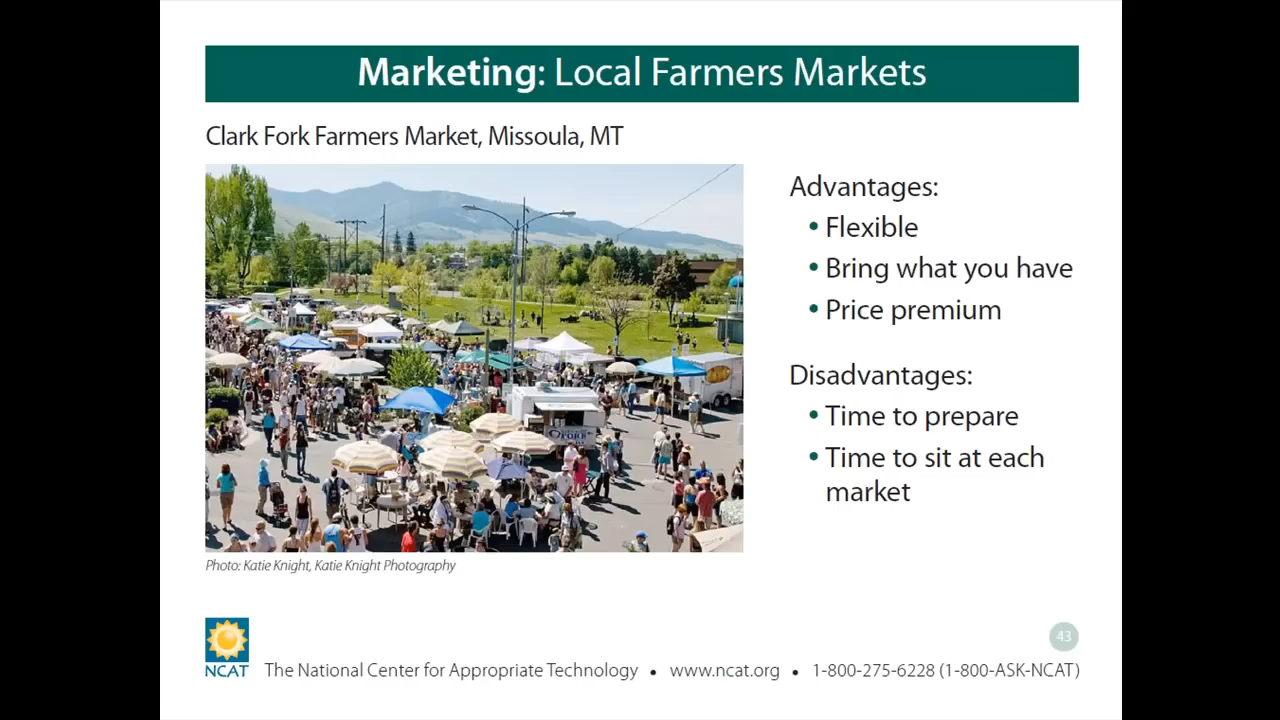 Marketing: Local Farmers Markets
Clark Fork Farmers Market, Missoula, MT
Advantages:
• Flexible
• Bring what you have
• Price premium
Disadvantages:
• Time to prepare
• Time to sit at each
market
Photo: Katie Knight, Katie Knight Photography
43
NCAT
The National Center for Appropriate Technology • www.ncat.org • 1-800-275-6228 (1-800-ASK-NCAT)